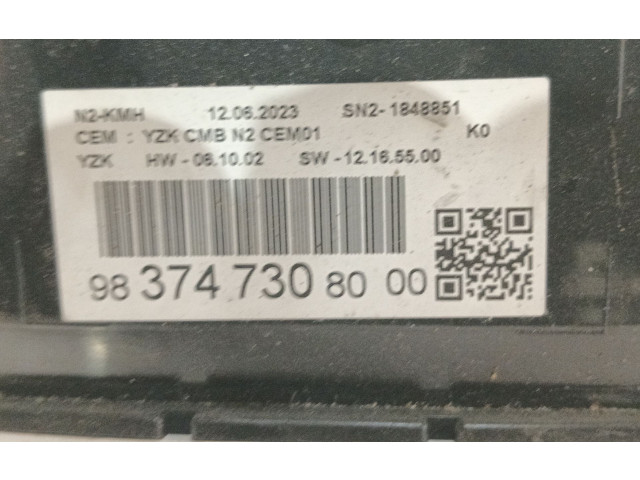 N2-KMH 12.06.2023 SN2-1848851
CEM : YZK CMB N2 CEM01 K0
YZK HW - 06.10.02 SW - 12.16.55.00
98 374 730 80 00